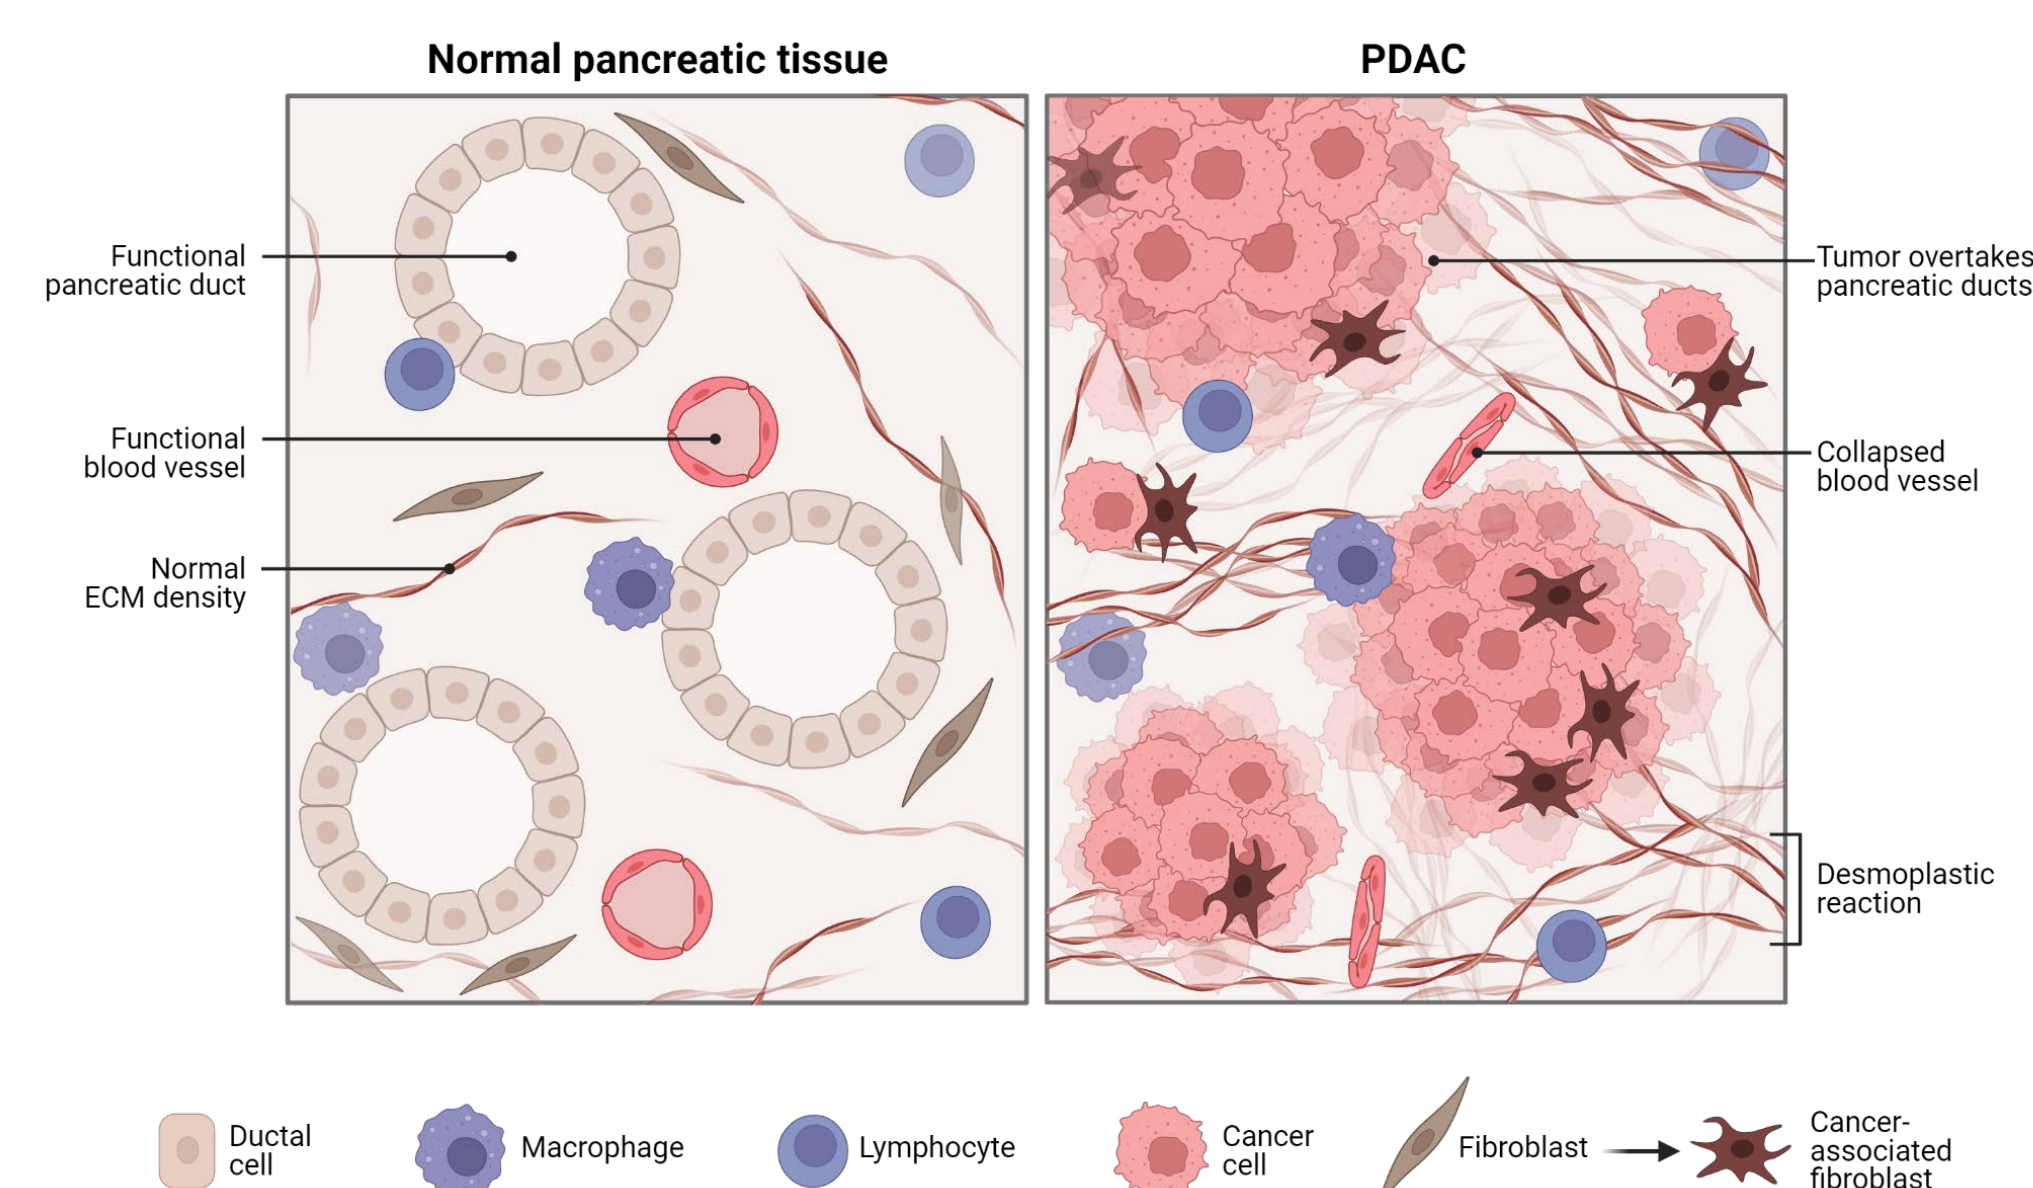 Normal pancreatic tissue
PDAC
Functional
pancreatic duct
Functional
blood vessel
Normal
ECM density
Tumor overtakes
pancreatic ducts
Collapsed
blood vessel
Desmoplastic
reaction
Ductal
cell
Macrophage
Lymphocyte
Cancer
cell
Fibroblast
Cancer-
associated
fibroblast